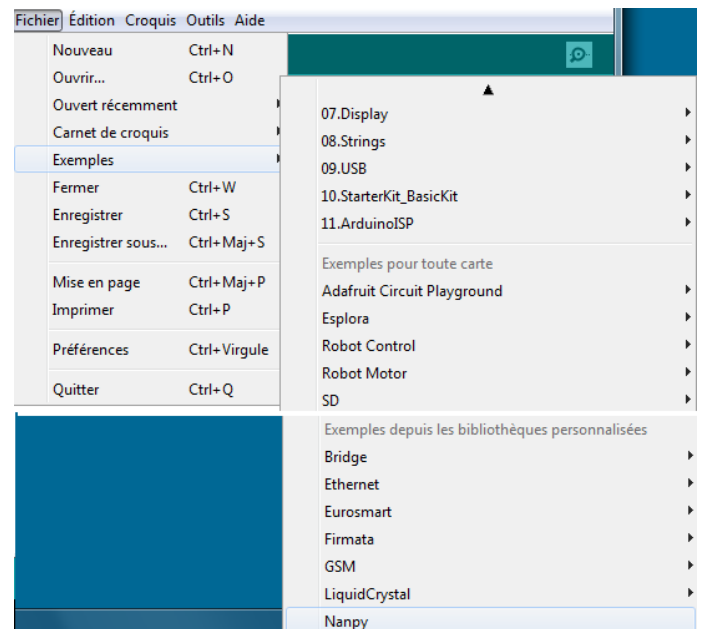 Fichier Édition Croquis Outils Aide
Nouveau Ctrl+N
Ouvrir... Ctrl+O
Ouvert récemment
Carnet de croquis
Exemples
Fermer Ctrl+W
Enregistrer Ctrl+S
Enregistrer sous... Ctrl+Maj+S
Mise en page Ctrl+Maj+P
Imprimer Ctrl+P
Préférences Ctrl+Virgule
Quitter Ctrl+Q
07.Display
08.Strings
09.USB
10.StarterKit_BasicKit
11.ArduinoISP
Exemples pour toute carte
Adafruit Circuit Playground
Esplora
Robot Control
Robot Motor
SD
Exemples depuis les bibliothèques personnalisées
Bridge
Ethernet
Eurosmart
Firmata
GSM
LiquidCrystal
Nanpy